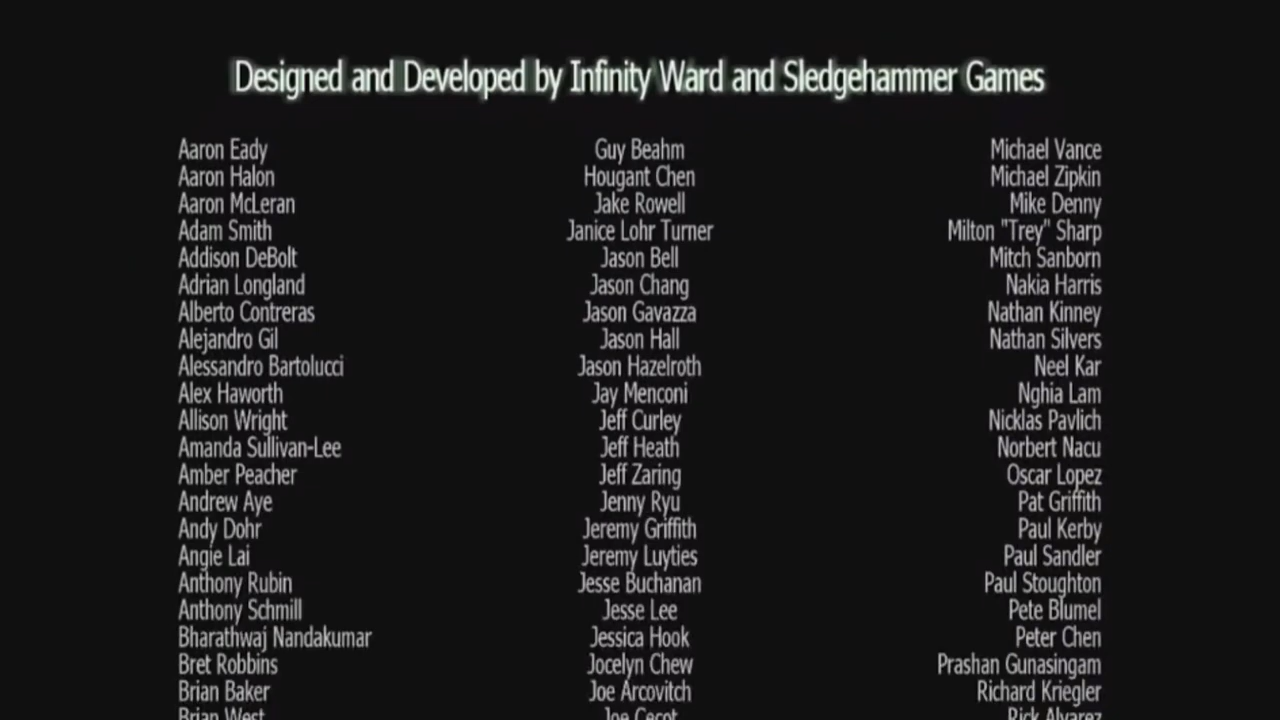 Designed and Developed by Infinity Ward and Sledgehammer Games
Aaron Eady
Aaron Halon
Aaron McLeran
Adam Smith
Addison DeBolt
Adrian Longland
Alberto Contreras
Alejandro Gil
Alessandro Bartolucci
Alex Haworth
Allison Wright
Amanda Sullivan-Lee
Amber Peacher
Andrew Aye
Andy Dohr
Angie Lai
Anthony Rubin
Anthony Schmill
Bharathwaj Nandakumar
Bret Robbins
Brian Baker
Brian West
Guy Beahm
Hougant Chen
Jake Rowell
Janice Lohr Turner
Jason Bell
Jason Chang
Jason Gavazza
Jason Hall
Jason Hazelroth
Jay Menconi
Jeff Curley
Jeff Heath
Jeff Zaring
Jenny Ryu
Jeremy Griffith
Jeremy Luyties
Jesse Buchanan
Jesse Lee
Jessica Hook
Jocelyn Chew
Joe Arcovitch
Joe Cecot
Michael Vance
Michael Zipkin
Mike Denny
Milton "Trey" Sharp
Mitch Sanborn
Nakia Harris
Nathan Kinney
Nathan Silvers
Neel Kar
Nghia Lam
Nicklas Pavlich
Norbert Nacu
Oscar Lopez
Pat Griffith
Paul Kerby
Paul Sandler
Paul Stoughton
Pete Blumel
Peter Chen
Prashan Gunasingam
Richard Kriegler
Rick Alvarez